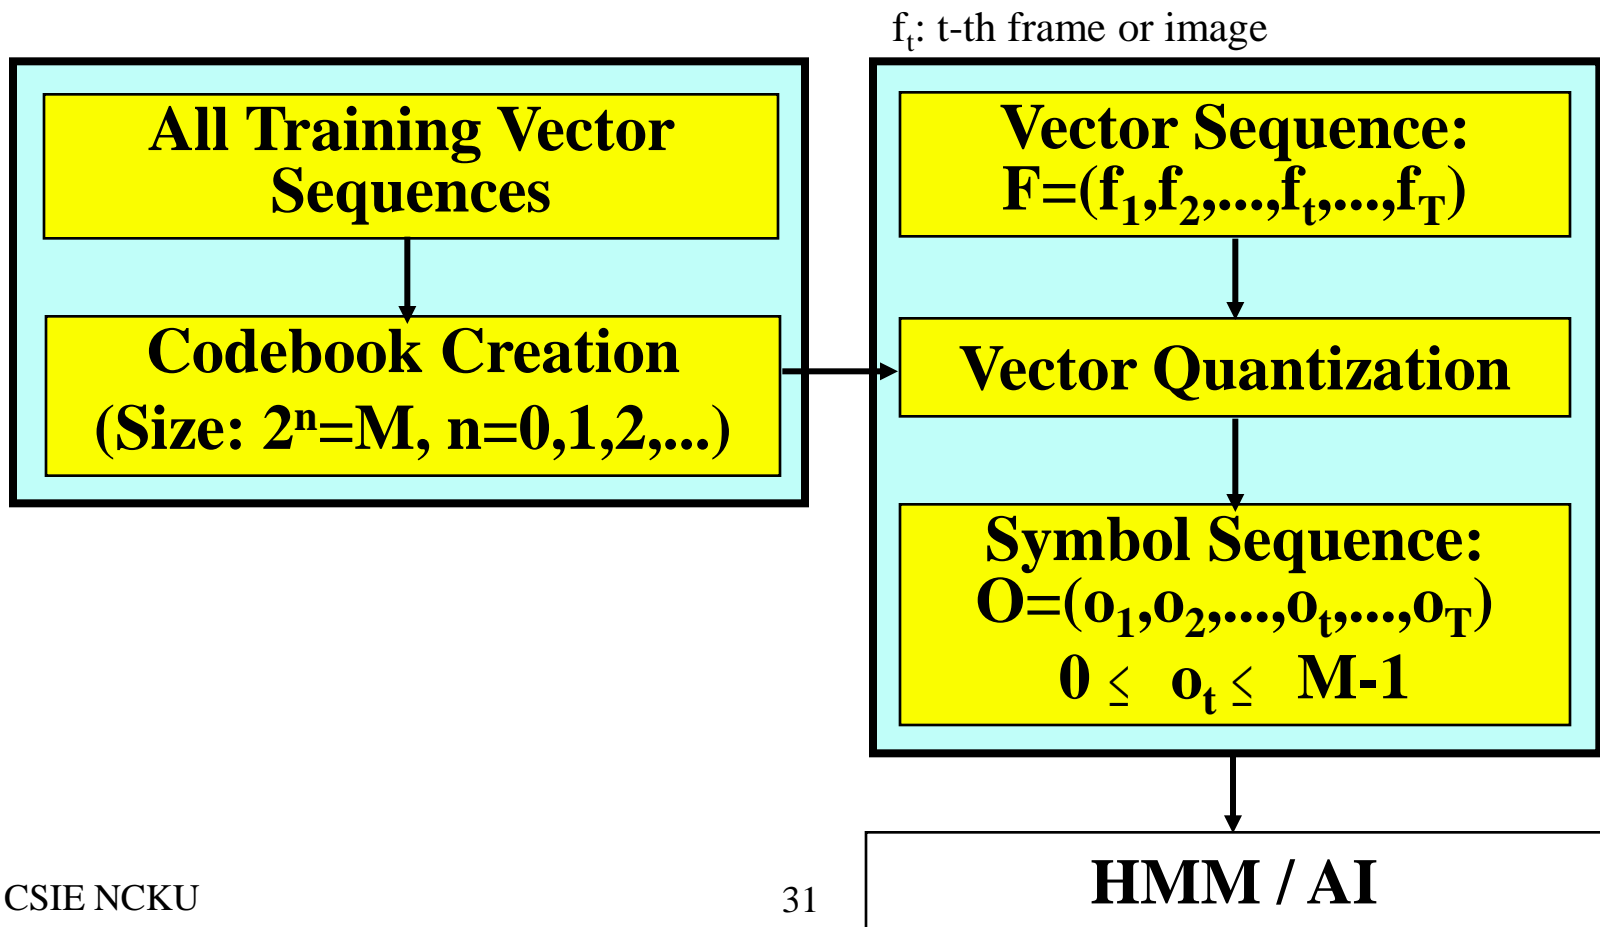 f_t: t-th frame or image
All Training Vector
Sequences
Codebook Creation
(Size: 2^n=M, n=0,1,2,...)
Vector Sequence:
F=(f_1,f_2,...,f_t,...,f_T)
Vector Quantization
Symbol Sequence:
O=(o_1,o_2,...,o_t,...,o_T)
0 ≤ o_t ≤ M-1
HMM / AI
CSIE NCKU
31